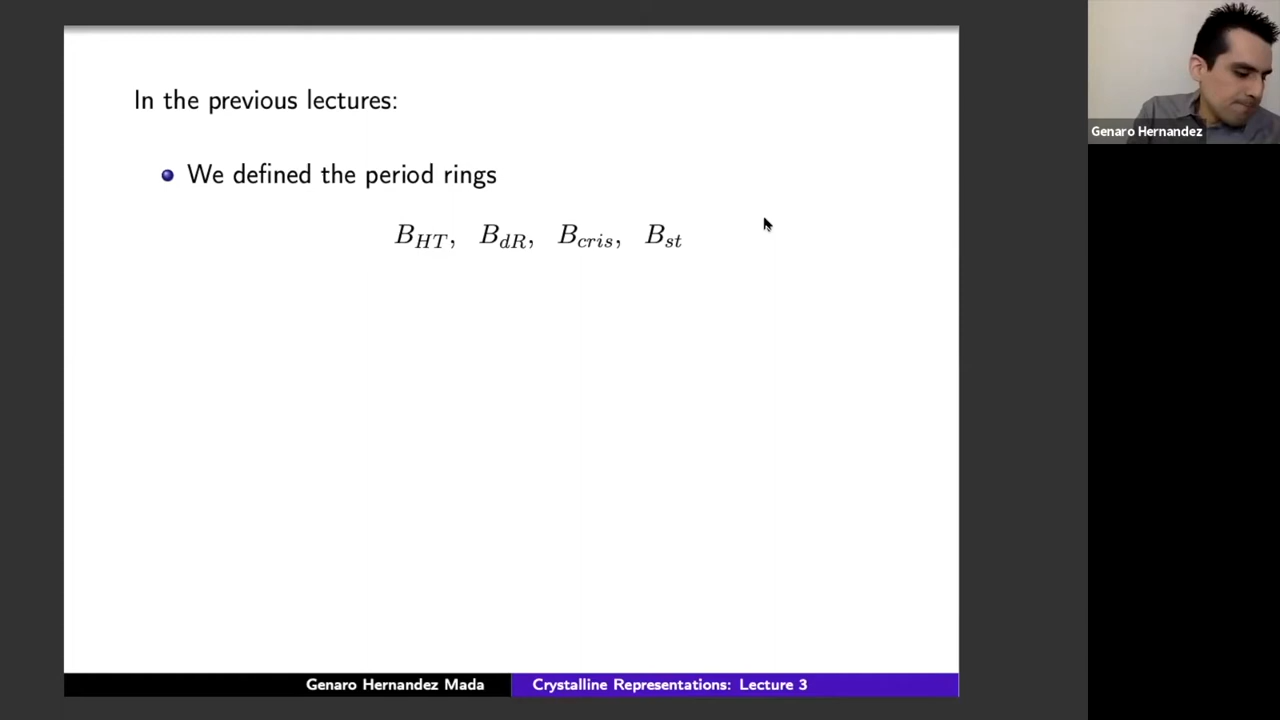 In the previous lectures:
We defined the period rings
B_{HT}, B_{dR}, B_{cris}, B_{st}
Genaro Hernandez Mada
Crystalline Representations: Lecture 3
Genaro Hernandez